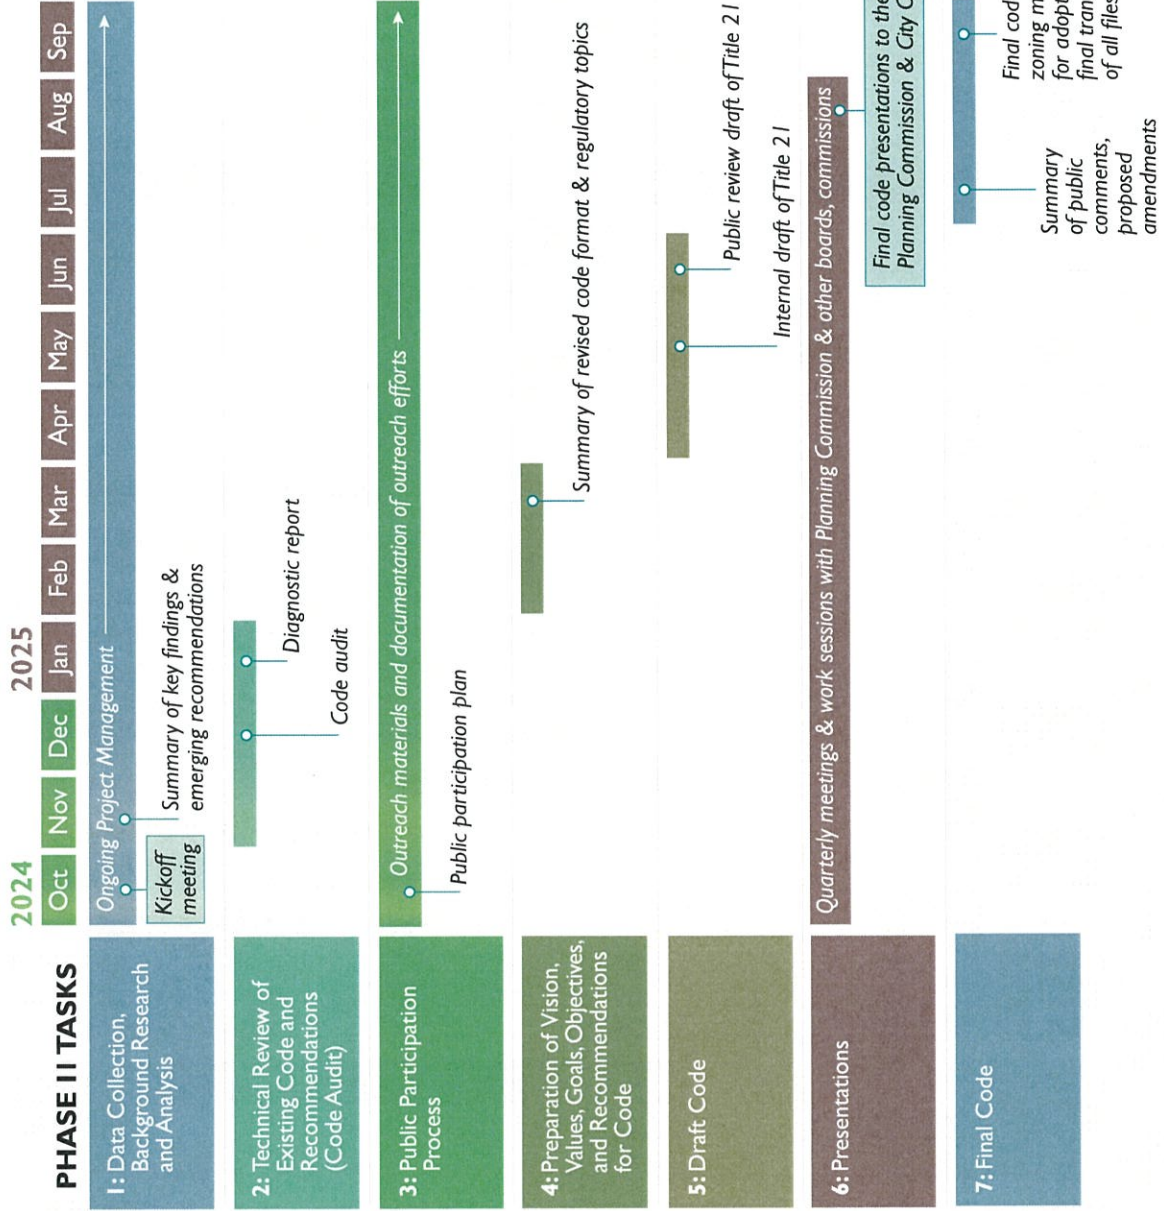 2024
2025
Oct Nov Dec Jan Feb Mar Apr May Jun Jul Aug Sep
PHASE II TASKS
1: Data Collection,
Background Research
and Analysis
Ongoing Project Management
Kickoff
meeting
Summary of key findings &
emerging recommendations
2: Technical Review of
Existing Code and
Recommendations
(Code Audit)
Diagnostic report
Code audit
3: Public Participation
Process
Outreach materials and documentation of outreach efforts
Public participation plan
4: Preparation of Vision,
Values, Goals, Objectives,
and Recommendations
for Code
Summary of revised code format & regulatory topics
5: Draft Code
Public review draft of Title 21
Internal draft of Title 21
6: Presentations
Quarterly meetings & work sessions with Planning Commission & other boards, commissions
Final code presentations to the
Planning Commission & City C
7: Final Code
Summary
of public
comments,
proposed
amendments
Final cod
zoning m
for adopt
final tran
of all files